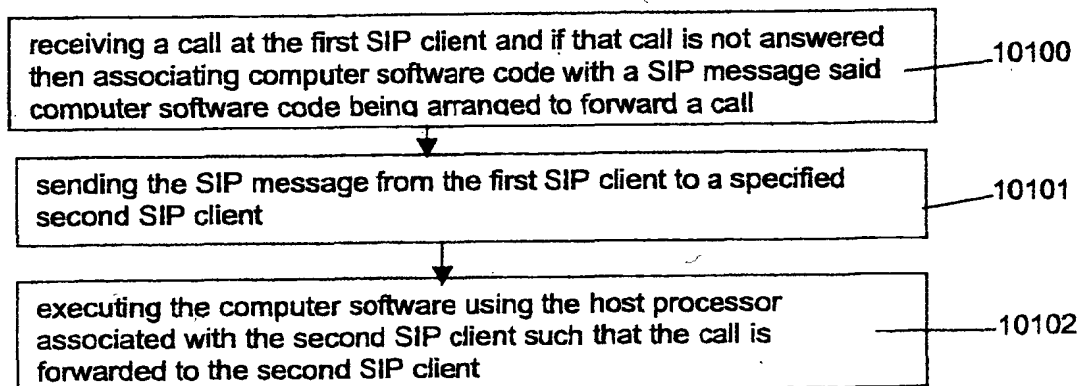 receiving a call at the first SIP client and if that call is not answered
then associating computer software code with a SIP message said
computer software code being arranged to forward a call
10100
sending the SIP message from the first SIP client to a specified
second SIP client
10101
executing the computer software using the host processor
associated with the second SIP client such that the call is
forwarded to the second SIP client
10102